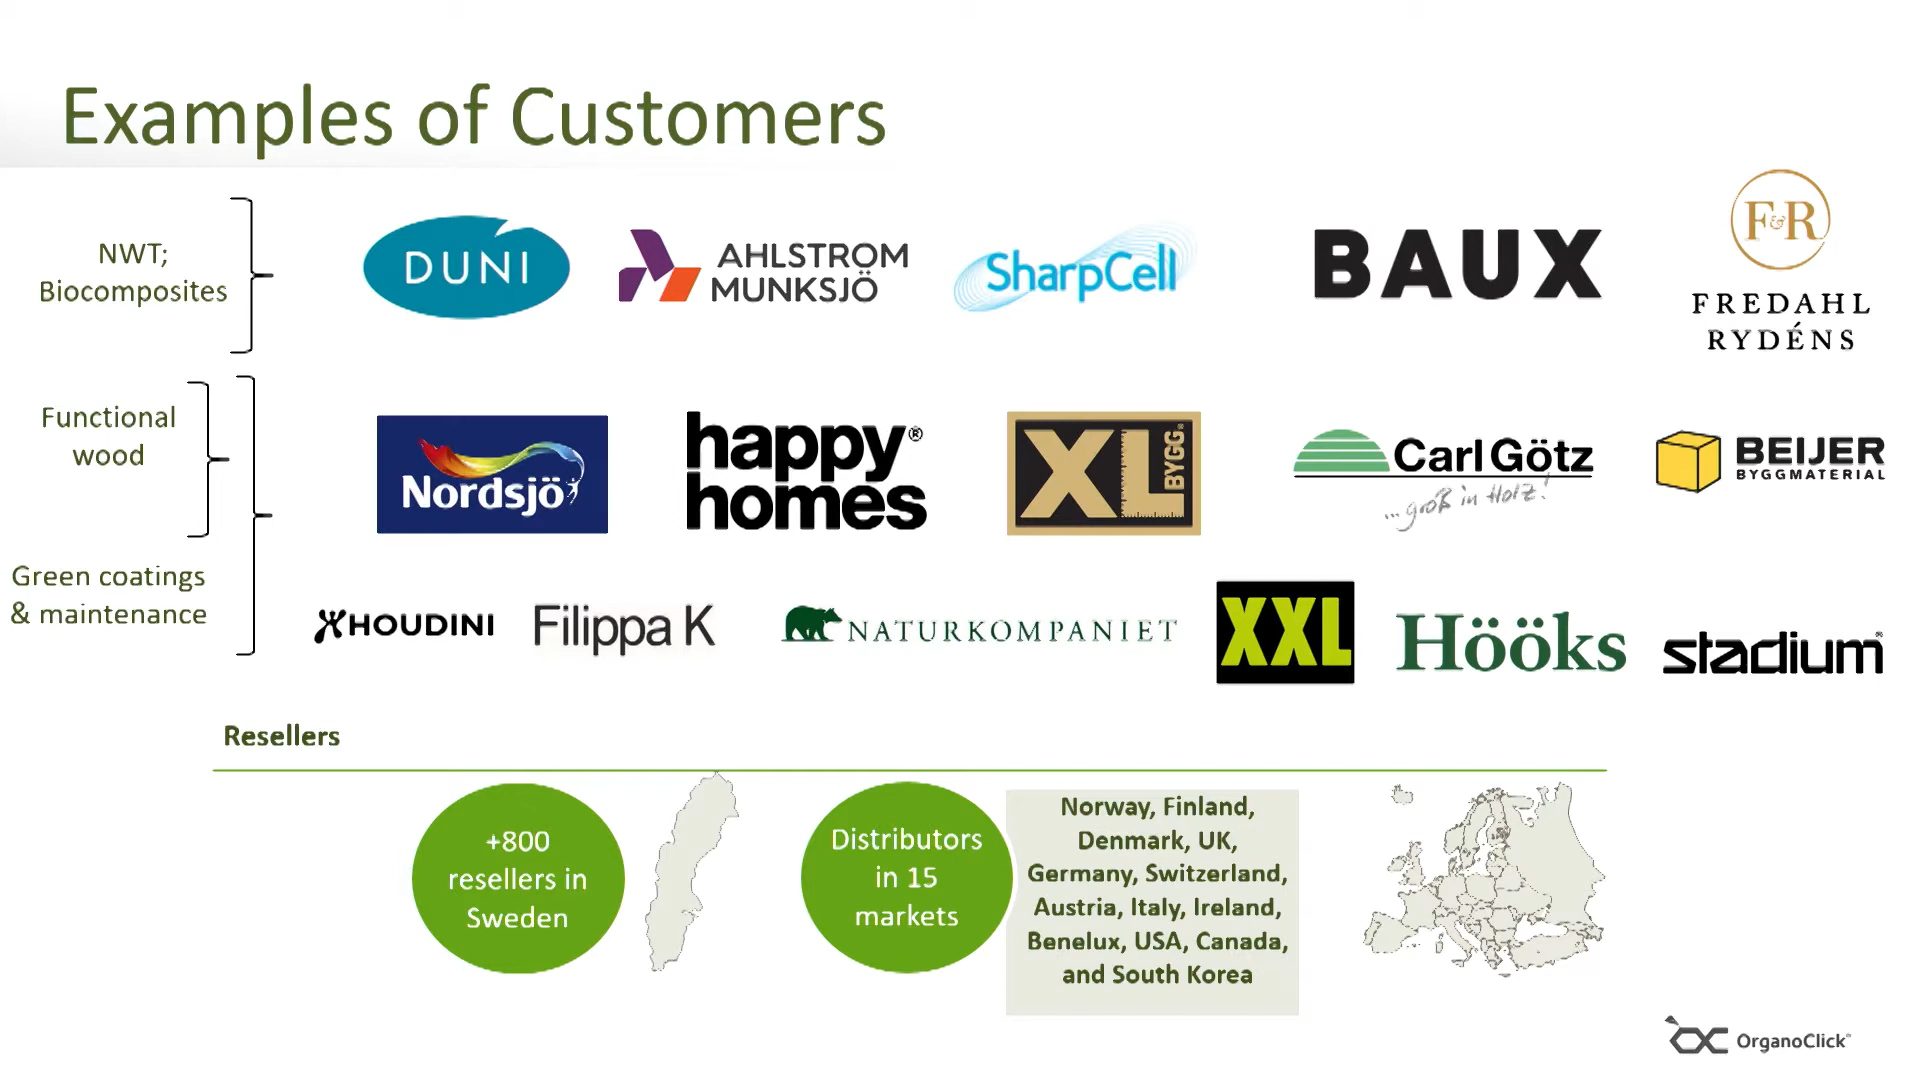 Examples of Customers
NWT;
Biocomposites
DUNI
AHLSTROM
MUNKSJÖ
SharpCell
BAUX
F&R
FREDAHL
RYDÉNS
Functional
wood
Nordsjö
happy®
homes
XL BYGG®
Carl Götz
...groß in Holz!
BEIJER
BYGGMATERIAL
Green coatings
& maintenance
HOUDINI
Filippa K
NATURKOMPANIET
XXL
Hööks
stadium®
Resellers
+800
resellers in
Sweden
Distributors
in 15
markets
Norway, Finland,
Denmark, UK,
Germany, Switzerland,
Austria, Italy, Ireland,
Benelux, USA, Canada,
and South Korea
OrganoClick